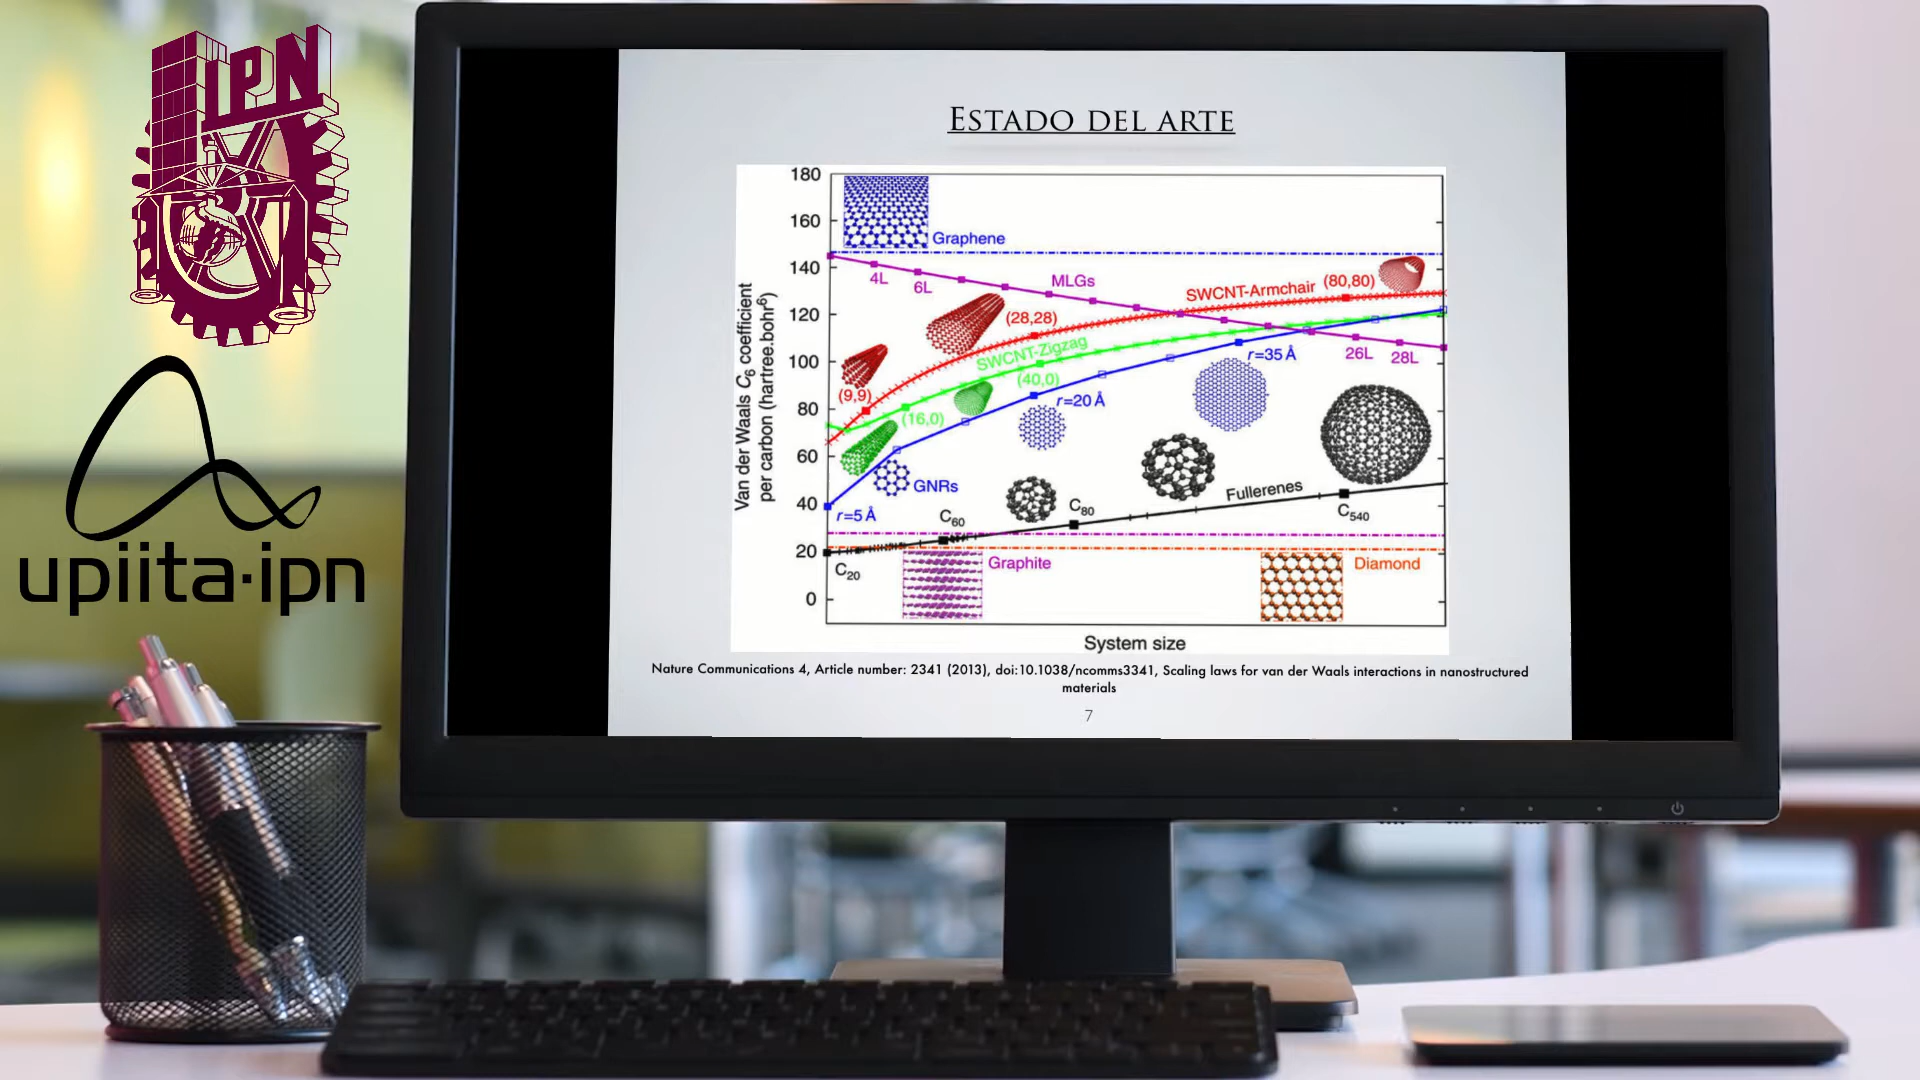 IPN
upiita·ipn
ESTADO DEL ARTE
180
160
140
120
100
80
60
40
20
0
Van der Waals C6 coefficient
per carbon (hartree.bohr6)
Graphene
4L
6L
MLGs
SWCNT-Armchair (80,80)
(28,28)
SWCNT-Zigzag
(40,0)
(9,9)
(16,0)
r=35 Å
26L
28L
r=20 Å
GNRs
r=5 Å
C60
C80
Fullerenes
C540
C20
Graphite
Diamond
System size
Nature Communications 4, Article number: 2341 (2013), doi:10.1038/ncomms3341, Scaling laws for van der Waals interactions in nanostructured
materials
7